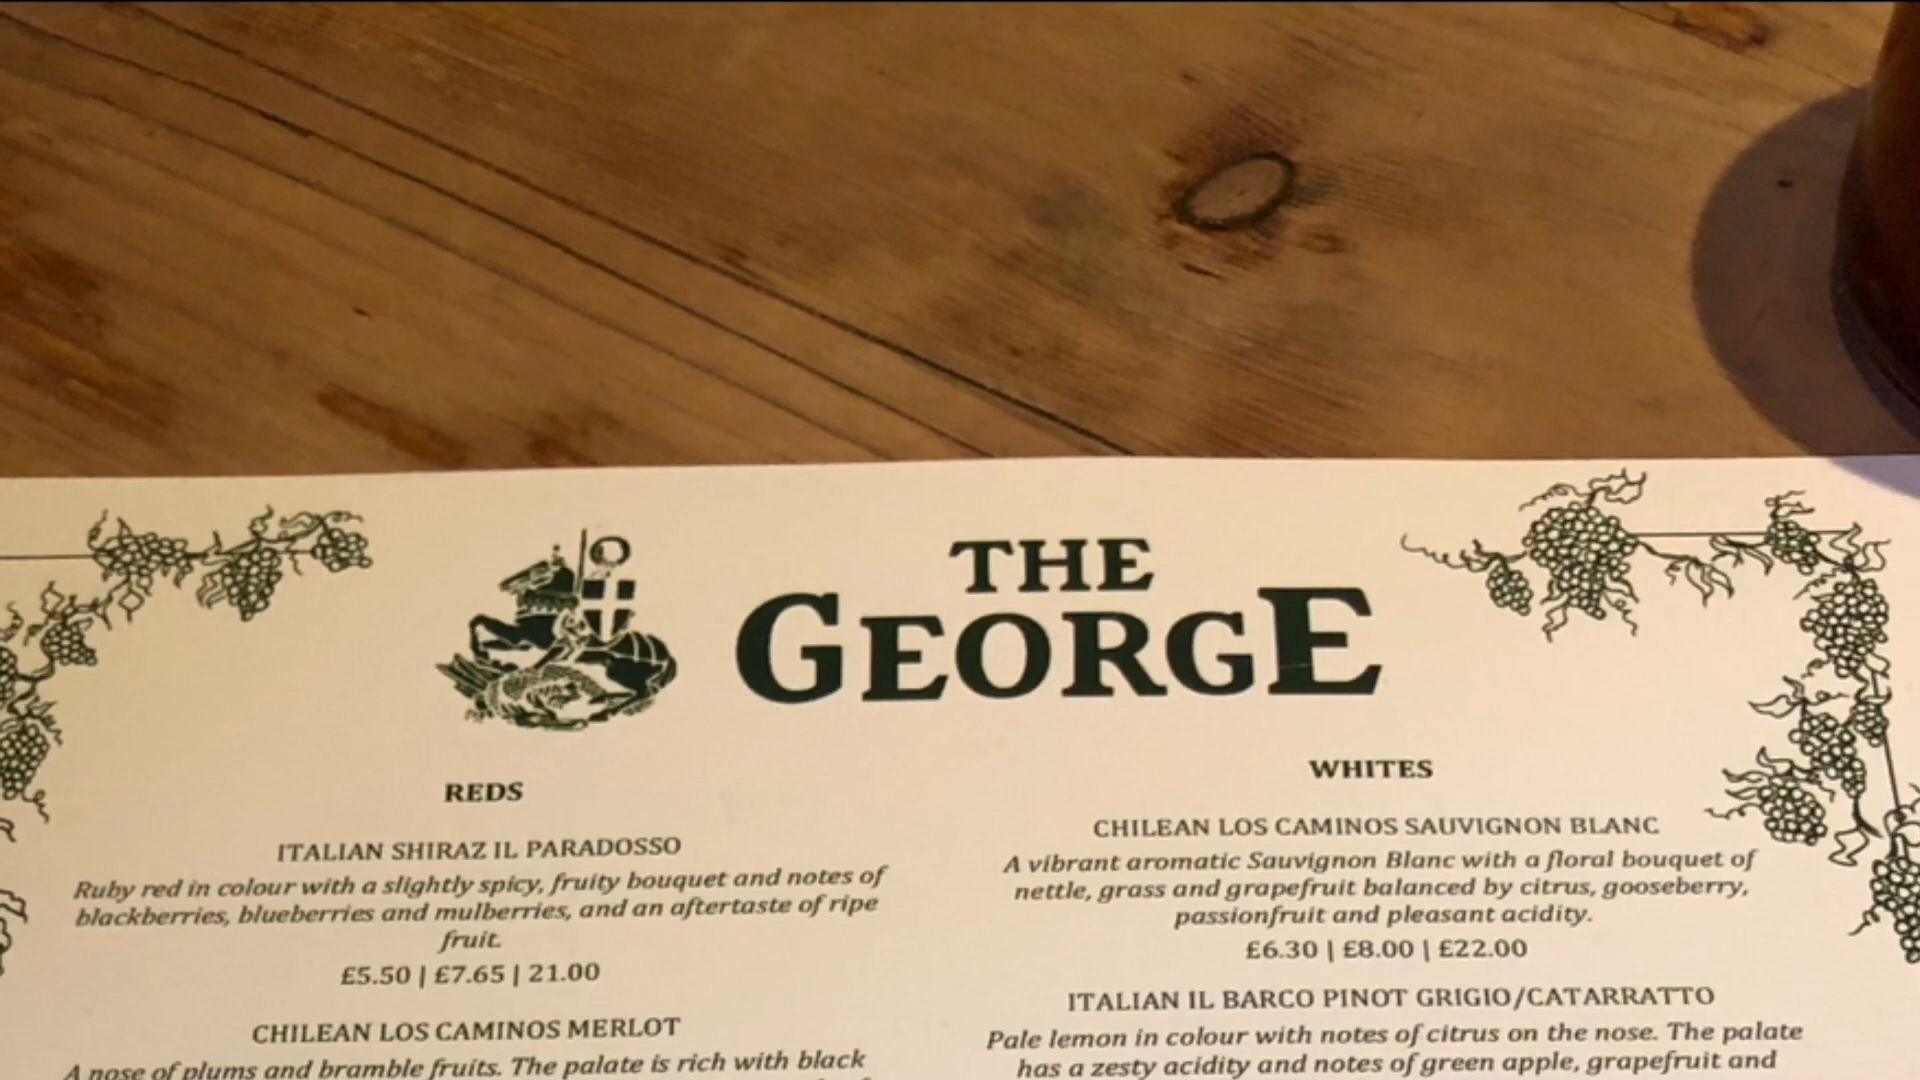 THE
GEORGE
REDS
ITALIAN SHIRAZ IL PARADOSSO
Ruby red in colour with a slightly spicy, fruity bouquet and notes of
blackberries, blueberries and mulberries, and an aftertaste of ripe
fruit.
£5.50 | £7.65 | 21.00
CHILEAN LOS CAMINOS MERLOT
A nose of plums and bramble fruits. The palate is rich with black
WHITES
CHILEAN LOS CAMINOS SAUVIGNON BLANC
A vibrant aromatic Sauvignon Blanc with a floral bouquet of
nettle, grass and grapefruit balanced by citrus, gooseberry,
passionfruit and pleasant acidity.
£6.30 | £8.00 | £22.00
ITALIAN IL BARCO PINOT GRIGIO/CATARRATTO
Pale lemon in colour with notes of citrus on the nose. The palate
has a zesty acidity and notes of green apple, grapefruit and